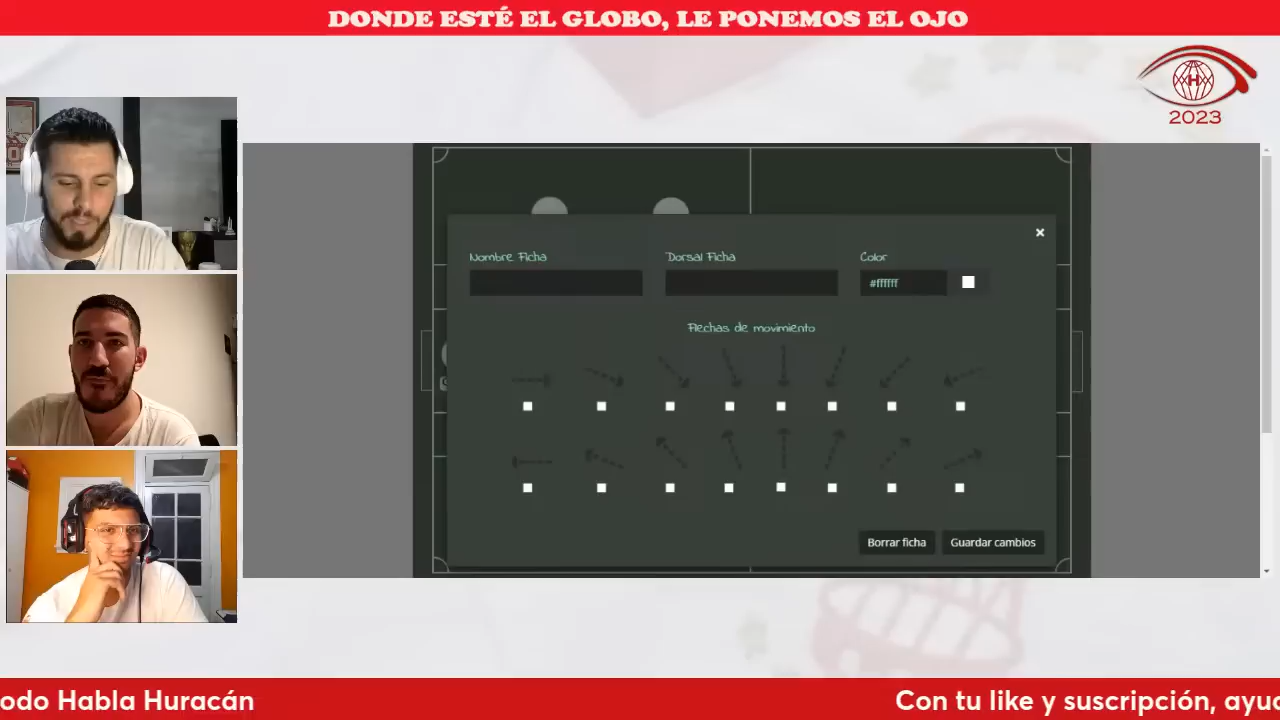 DONDE ESTÉ EL GLOBO, LE PONEMOS EL OJO
H
2023
Nombre Ficha
Dorsal Ficha
Color
#ffffff
Flechas de movimiento
Borrar ficha
Guardar cambios
odo Habla Huracán
Con tu like y suscripción, ayud